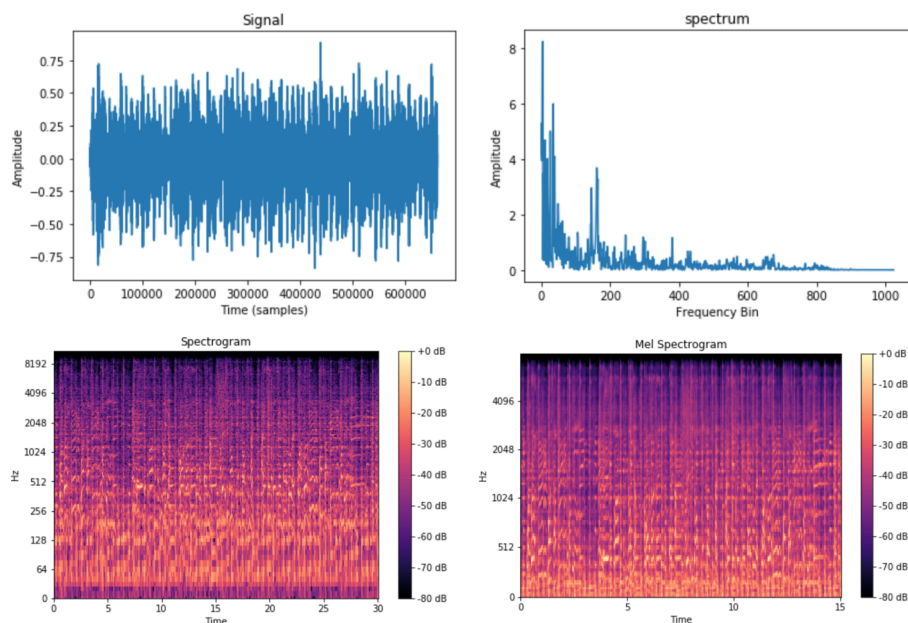 Signal
Amplitude
0.75
0.50
0.25
0.00
−0.25
−0.50
−0.75
0 100000 200000 300000 400000 500000 600000
Time (samples)
spectrum
Amplitude
8
6
4
2
0
0 200 400 600 800 1000
Frequency Bin
Spectrogram
Hz
8192
4096
2048
1024
512
256
128
64
0
0 5 10 15 20 25 30
Time
+0 dB
-10 dB
-20 dB
-30 dB
-40 dB
-50 dB
-60 dB
-70 dB
-80 dB
Mel Spectrogram
Hz
4096
2048
1024
512
0
0 5 10 15
Time
+0 dB
-10 dB
-20 dB
-30 dB
-40 dB
-50 dB
-60 dB
-70 dB
-80 dB